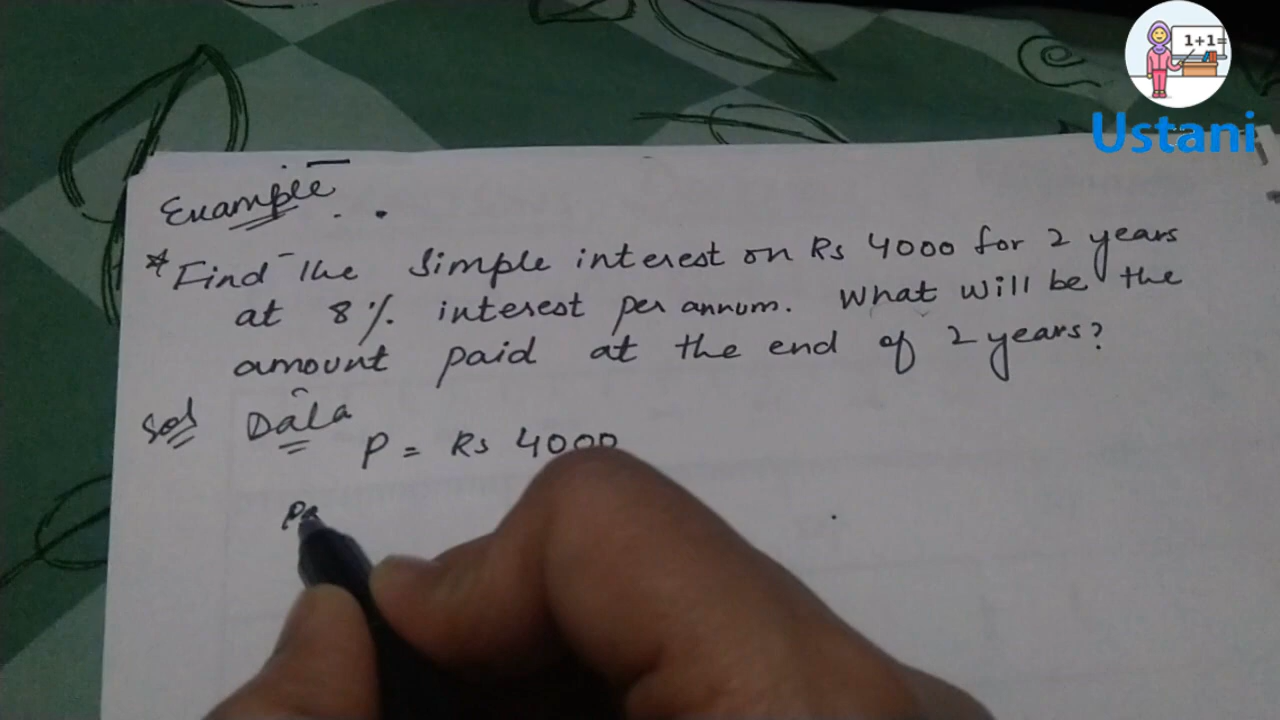 1+1=
Ustani
Example
* Find the Simple interest on Rs 4000 for 2 years
at 8% interest per annum. What will be the
amount paid at the end of 2 years?
Sol Data
P = Rs 4000